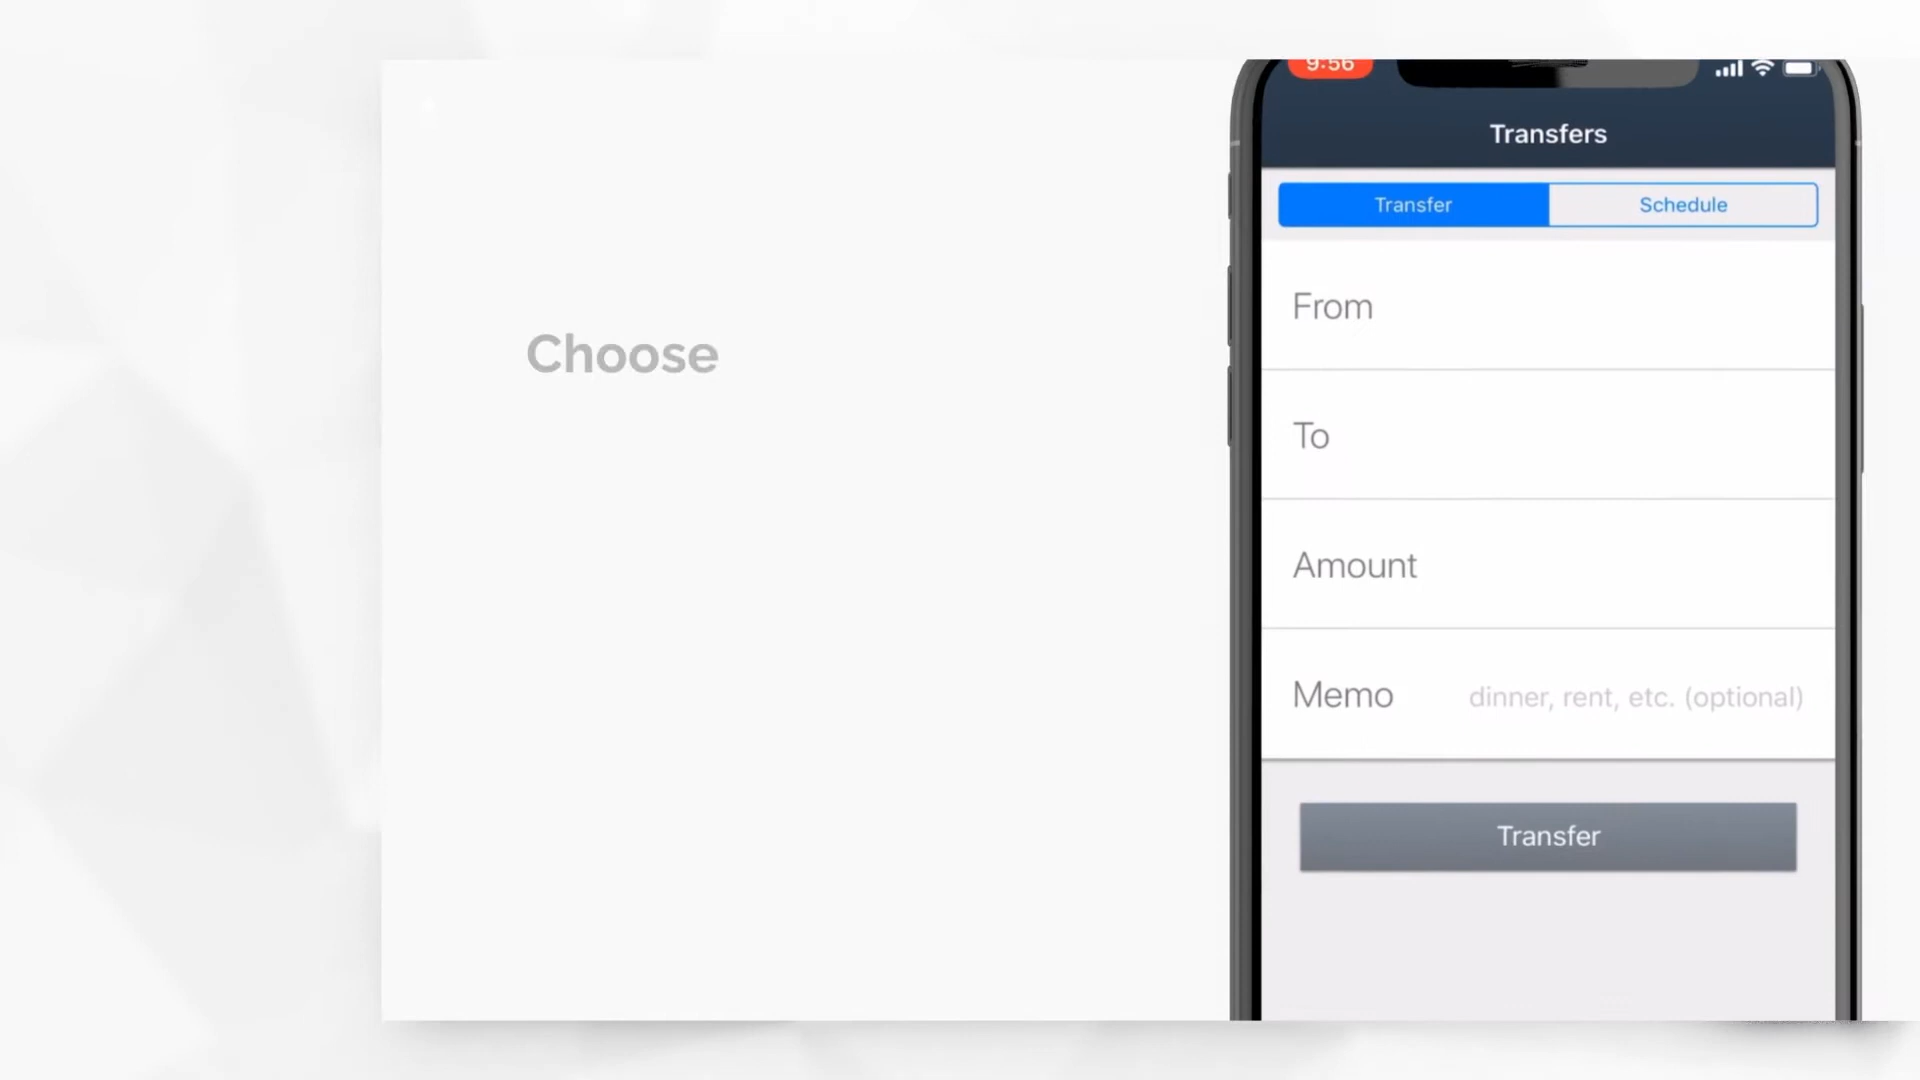 Choose
9:56
Transfers
Transfer
Schedule
From
To
Amount
Memo
dinner, rent, etc. (optional)
Transfer